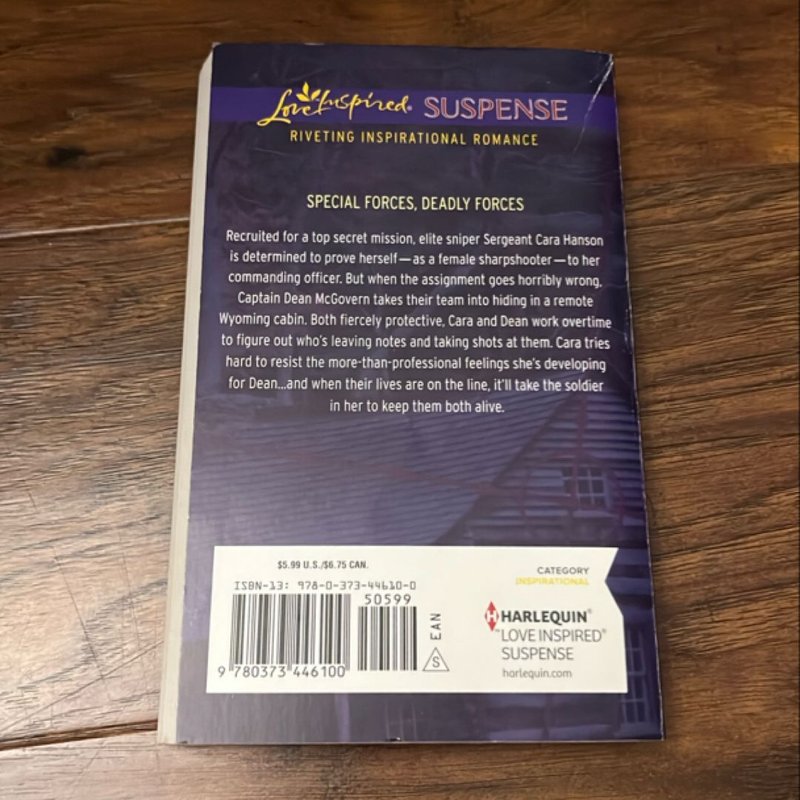 Love Inspired® SUSPENSE
RIVETING INSPIRATIONAL ROMANCE
SPECIAL FORCES, DEADLY FORCES
Recruited for a top secret mission, elite sniper Sergeant Cara Hanson
is determined to prove herself—as a female sharpshooter—to her
commanding officer. But when the assignment goes horribly wrong,
Captain Dean McGovern takes their team into hiding in a remote
Wyoming cabin. Both fiercely protective, Cara and Dean work overtime
to figure out who's leaving notes and taking shots at them. Cara tries
hard to resist the more-than-professional feelings she's developing
for Dean...and when their lives are on the line, it'll take the soldier
in her to keep them both alive.
$5.99 U.S./$6.75 CAN.
ISBN-13: 978-0-373-44610-0
50599
EAN
S
9 780373 446100
CATEGORY
INSPIRATIONAL
H HARLEQUIN®
™LOVE INSPIRED®
SUSPENSE
harlequin.com